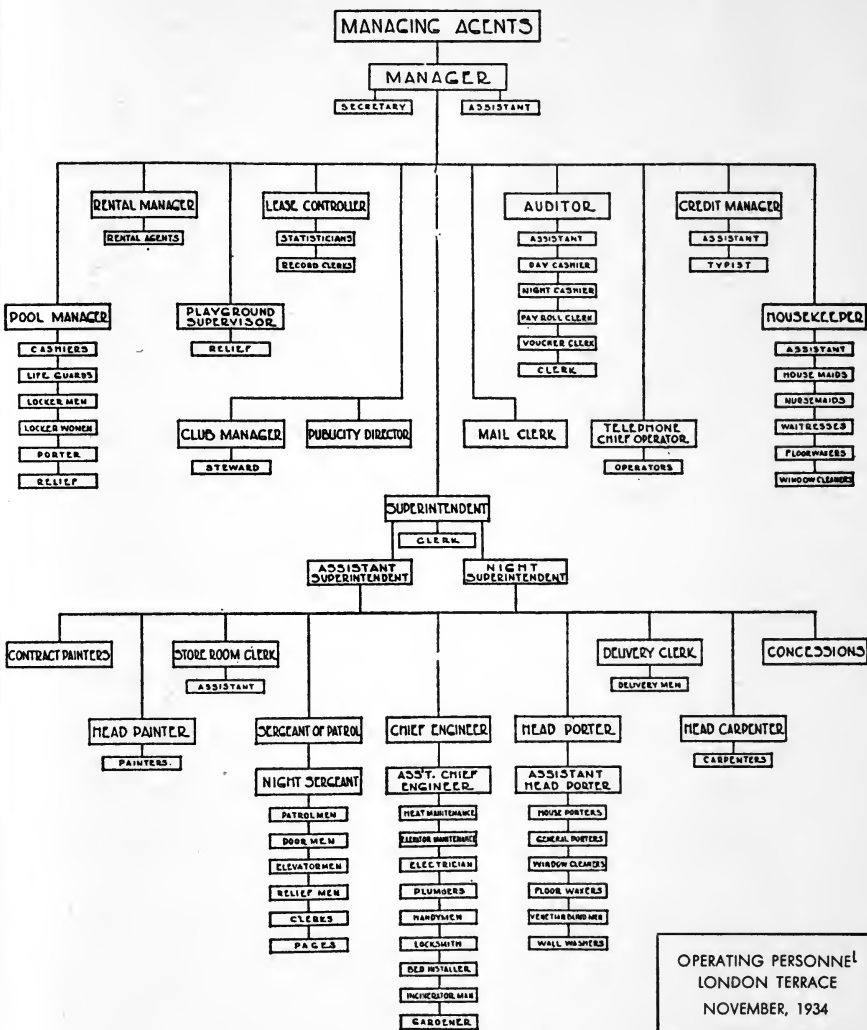 MANAGING AGENTS
MANAGER
SECRETARY
ASSISTANT
RENTAL MANAGER
RENTAL AGENTS
LEASE CONTROLLER
STATISTICIANS
RECORD CLERKS
AUDITOR
ASSISTANT
DAY CASHIER
NIGHT CASHIER
PAY ROLL CLERK
VOUCHER CLERK
CLERK
CREDIT MANAGER
ASSISTANT
TYPIST
POOL MANAGER
CASHIERS
LIFE GUARDS
LOCKER MEN
LOCKER WOMEN
PORTER
RELIEF
PLAYGROUND
SUPERVISOR
RELIEF
HOUSEKEEPER
ASSISTANT
HOUSE MAIDS
NURSEMAIDS
WAITRESSES
FLOORWAXERS
WINDOW CLEANERS
CLUB MANAGER
STEWARD
PUBLICITY DIRECTOR
MAIL CLERK
TELEPHONE
CHIEF OPERATOR
OPERATORS
SUPERINTENDENT
CLERK
ASSISTANT
SUPERINTENDENT
NIGHT
SUPERINTENDENT
CONTRACT PAINTERS
STORE ROOM CLERK
ASSISTANT
DELIVERY CLERK
DELIVERY MEN
CONCESSIONS
HEAD PAINTER
PAINTERS.
SERGEANT OF PATROL
NIGHT SERGEANT
PATROLMEN
DOOR MEN
ELEVATORMEN
RELIEF MEN
CLERKS
PAGES
CHIEF ENGINEER
ASS'T. CHIEF
ENGINEER
HEAT MAINTENANCE
ELEVATOR MAINTENANCE
ELECTRICIAN
PLUMBERS
HANDYMEN
LOCKSMITH
BED INSTALLER
INCINERATOR MAN
GARDENER
HEAD PORTER
ASSISTANT
HEAD PORTER
HOUSE PORTERS
GENERAL PORTERS
WINDOW CLEANERS
FLOOR WAXERS
VENETIAN BLIND MEN
WALL WASHERS
HEAD CARPENTER
CARPENTERS
OPERATING PERSONNEL
LONDON TERRACE
NOVEMBER, 1934